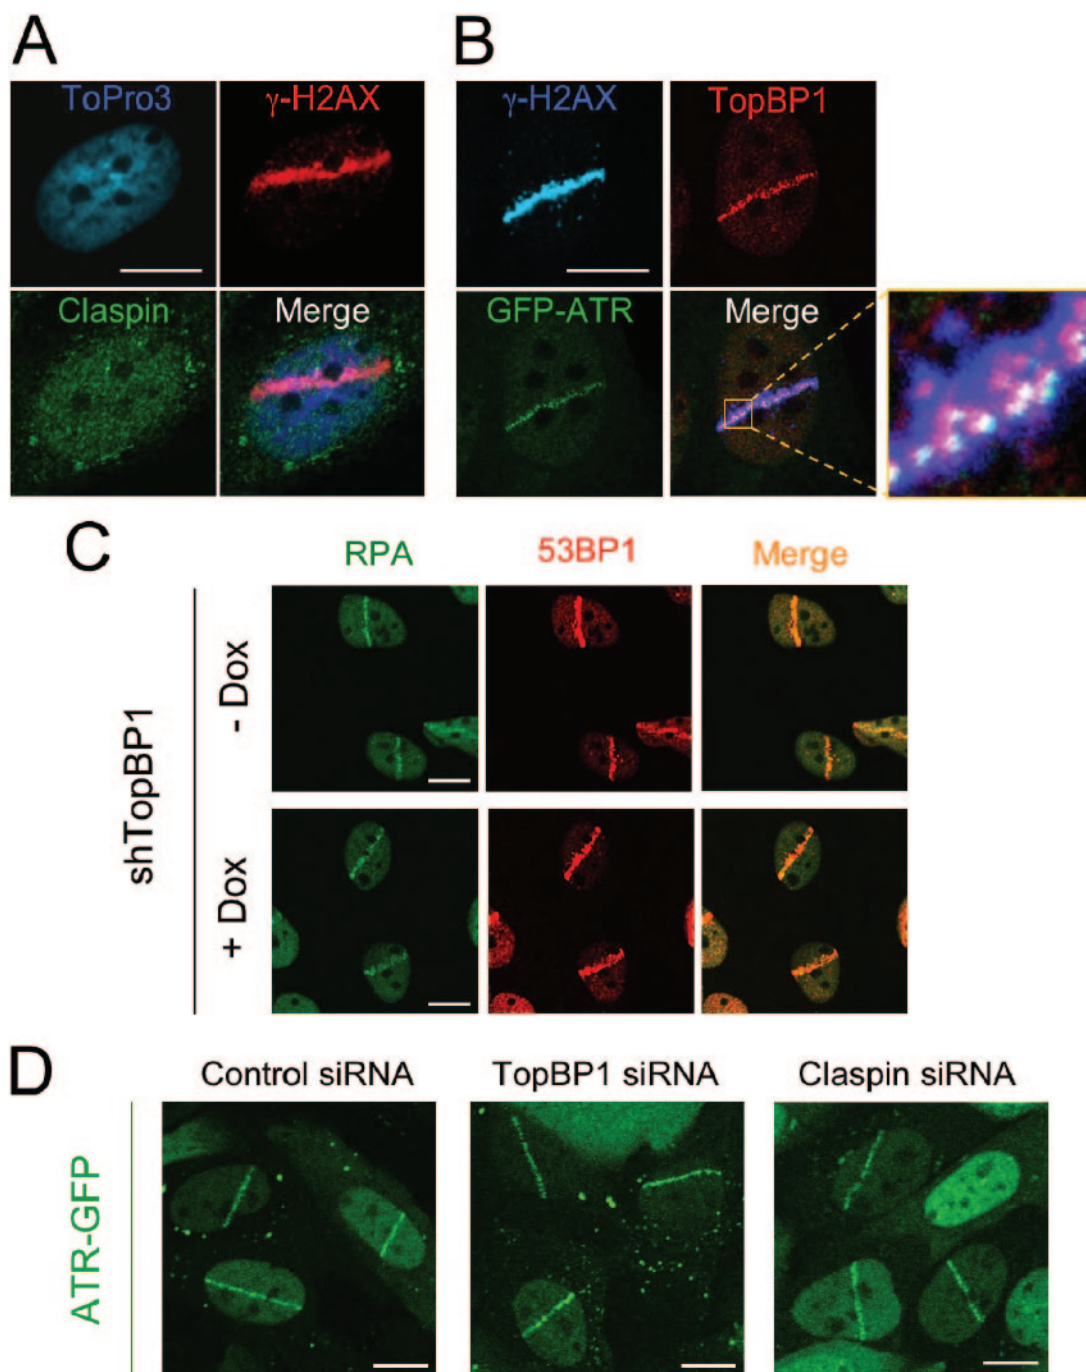 A
B
ToPro3
γ-H2AX
γ-H2AX
TopBP1
Claspin
Merge
GFP-ATR
Merge
C
RPA
53BP1
Merge
shTopBP1
- Dox
+ Dox
D
Control siRNA
TopBP1 siRNA
Claspin siRNA
ATR-GFP